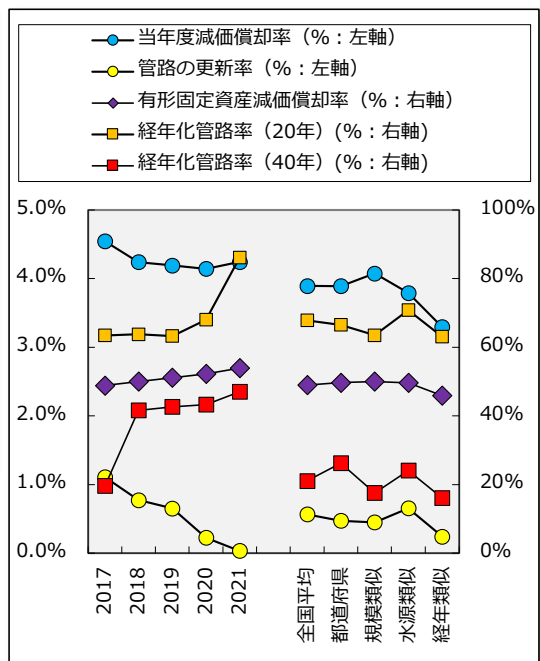 当年度減価償却率（%：左軸）
管路の更新率（%：左軸）
有形固定資産減価償却率（%：右軸）
経年化管路率（20年）(%：右軸)
経年化管路率（40年）(%：右軸)
5.0%
4.0%
3.0%
2.0%
1.0%
0.0%
100%
80%
60%
40%
20%
0%
2017
2018
2019
2020
2021
全国平均
都道府県
規模類似
水源類似
経年類似